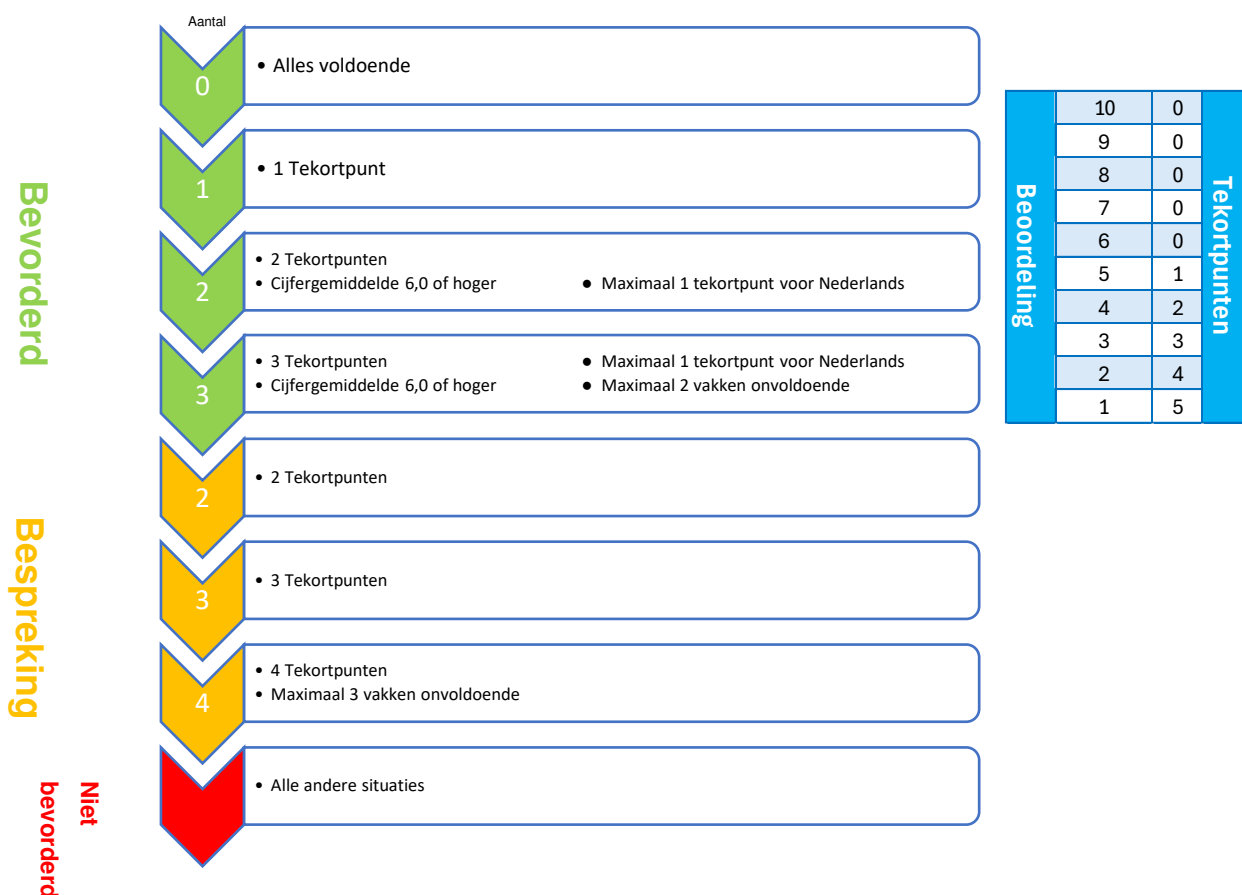 Aantal
Bevorderd
0
• Alles voldoende
1
• 1 Tekortpunt
2
• 2 Tekortpunten
• Cijfergemiddelde 6,0 of hoger ● Maximaal 1 tekortpunt voor Nederlands
3
• 3 Tekortpunten ● Maximaal 1 tekortpunt voor Nederlands
• Cijfergemiddelde 6,0 of hoger ● Maximaal 2 vakken onvoldoende
Bespreking
2
• 2 Tekortpunten
3
• 3 Tekortpunten
4
• 4 Tekortpunten
• Maximaal 3 vakken onvoldoende
Niet
bevorderd
• Alle andere situaties
Beoordeling
Tekortpunten
10 0
9 0
8 0
7 0
6 0
5 1
4 2
3 3
2 4
1 5